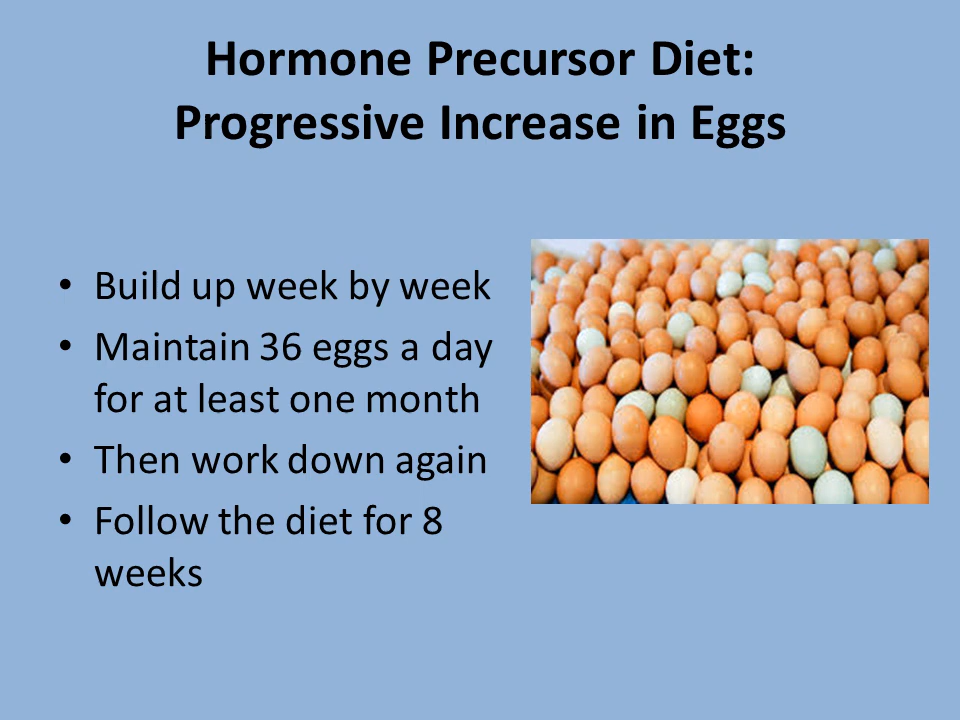 Hormone Precursor Diet:
Progressive Increase in Eggs
• Build up week by week
• Maintain 36 eggs a day
for at least one month
• Then work down again
• Follow the diet for 8
weeks